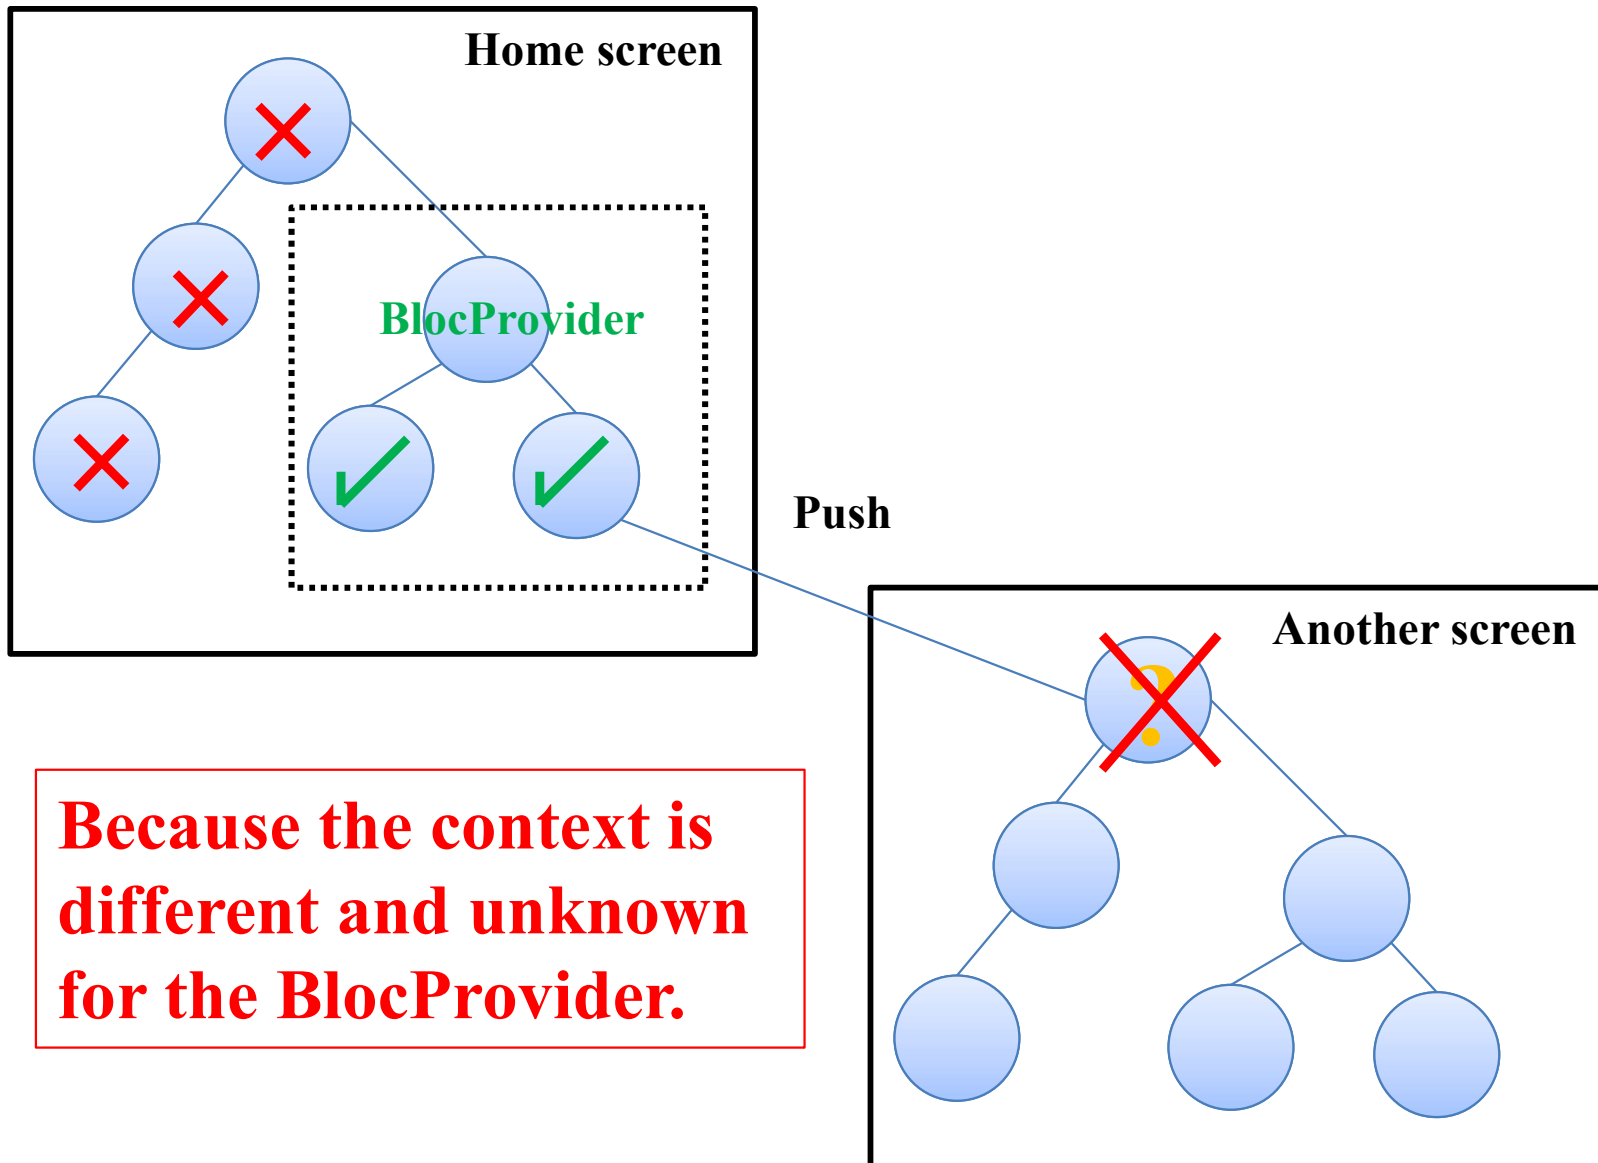 Home screen
BlocProvider
Push
Another screen
?
Because the context is
different and unknown
for the BlocProvider.